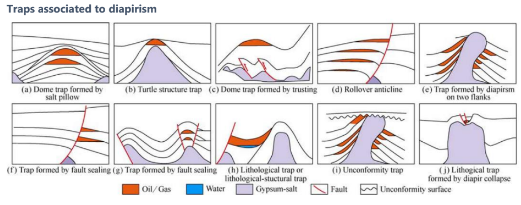 Traps associated to diapirism
(a) Dome trap formed by salt pillow
(b) Turtle structure trap
(c) Dome trap formed by trusting
(d) Rollover anticline
(e) Trap formed by diapirsm on two flanks
(f) Trap formed by fault sealing
(g) Trap formed by fault sealing
(h) Lithological trap or lithological-stuctural trap
(i) Unconformity trap
(j) Lithogical trap formed by diapir collapse
Oil/Gas Water Gypsum-salt Fault Unconformity surface